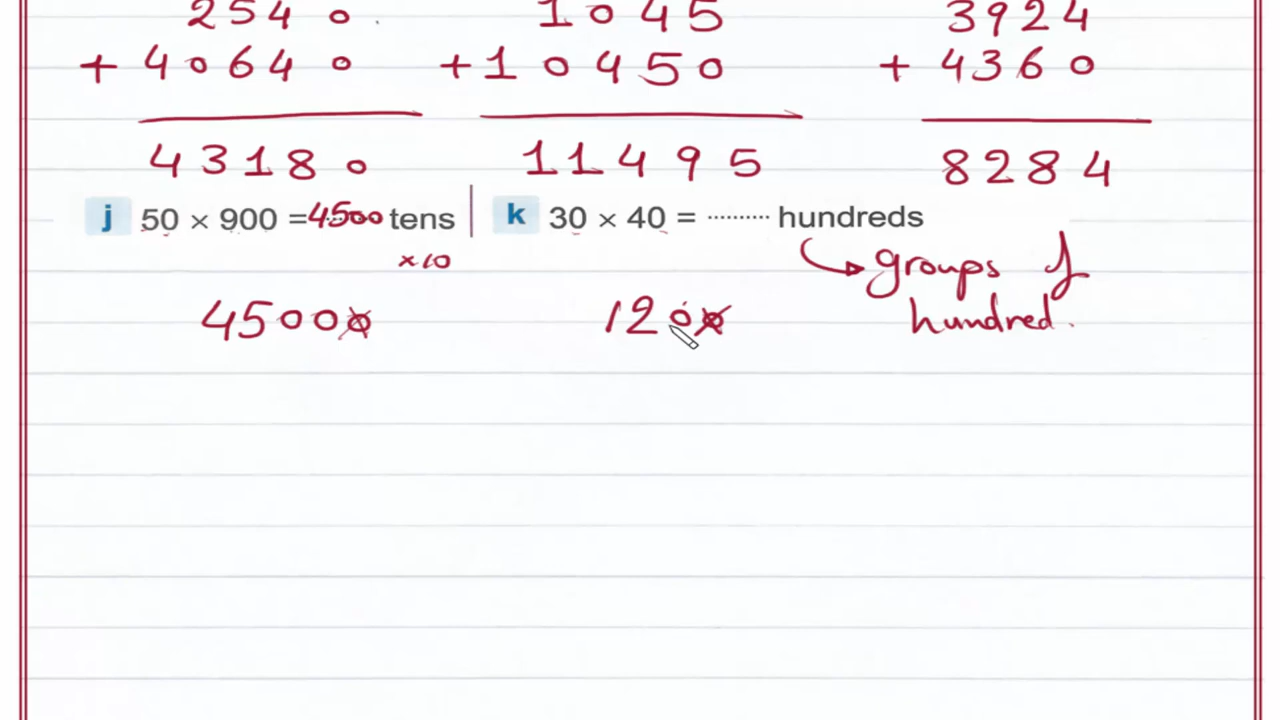 2540 1045 3924
+ 40640 + 10450 + 4360
43180 11495 8284
j 50 × 900 = 4500 tens k 30 × 40 = .......... hundreds
×10 groups of
45000 1200 hundred.